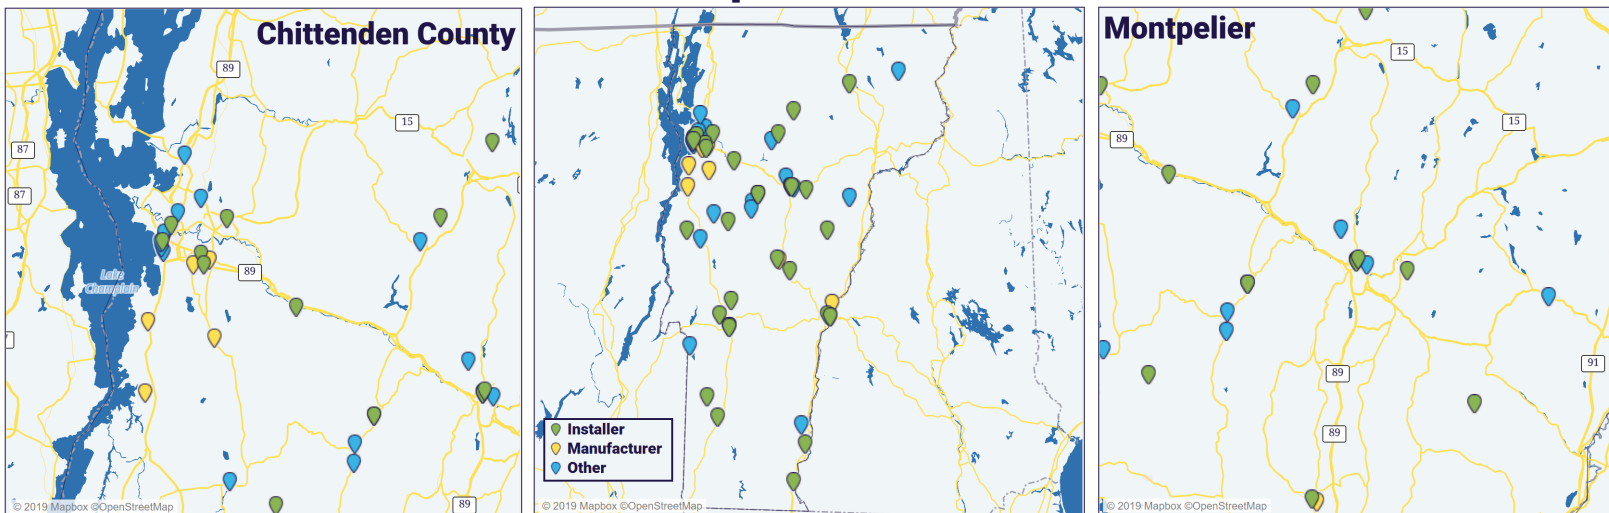 Chittenden County
89
15
87
87
89
Lake
Champlain
89
© 2019 Mapbox ©OpenStreetMap
Installer
Manufacturer
Other
© 2019 Mapbox ©OpenStreetMap
Montpelier
15
15
89
91
89
89
© 2019 Mapbox ©OpenStreetMap